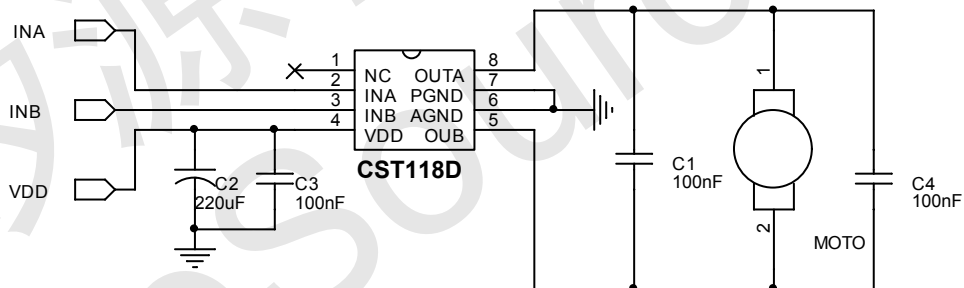 INA
INB
VDD
1
2
3
4
NC
INA
INB
VDD
OUTA
PGND
AGND
OUB
8
7
6
5
CST118D
C2
220uF
C3
100nF
C1
100nF
1
2
MOTO
C4
100nF